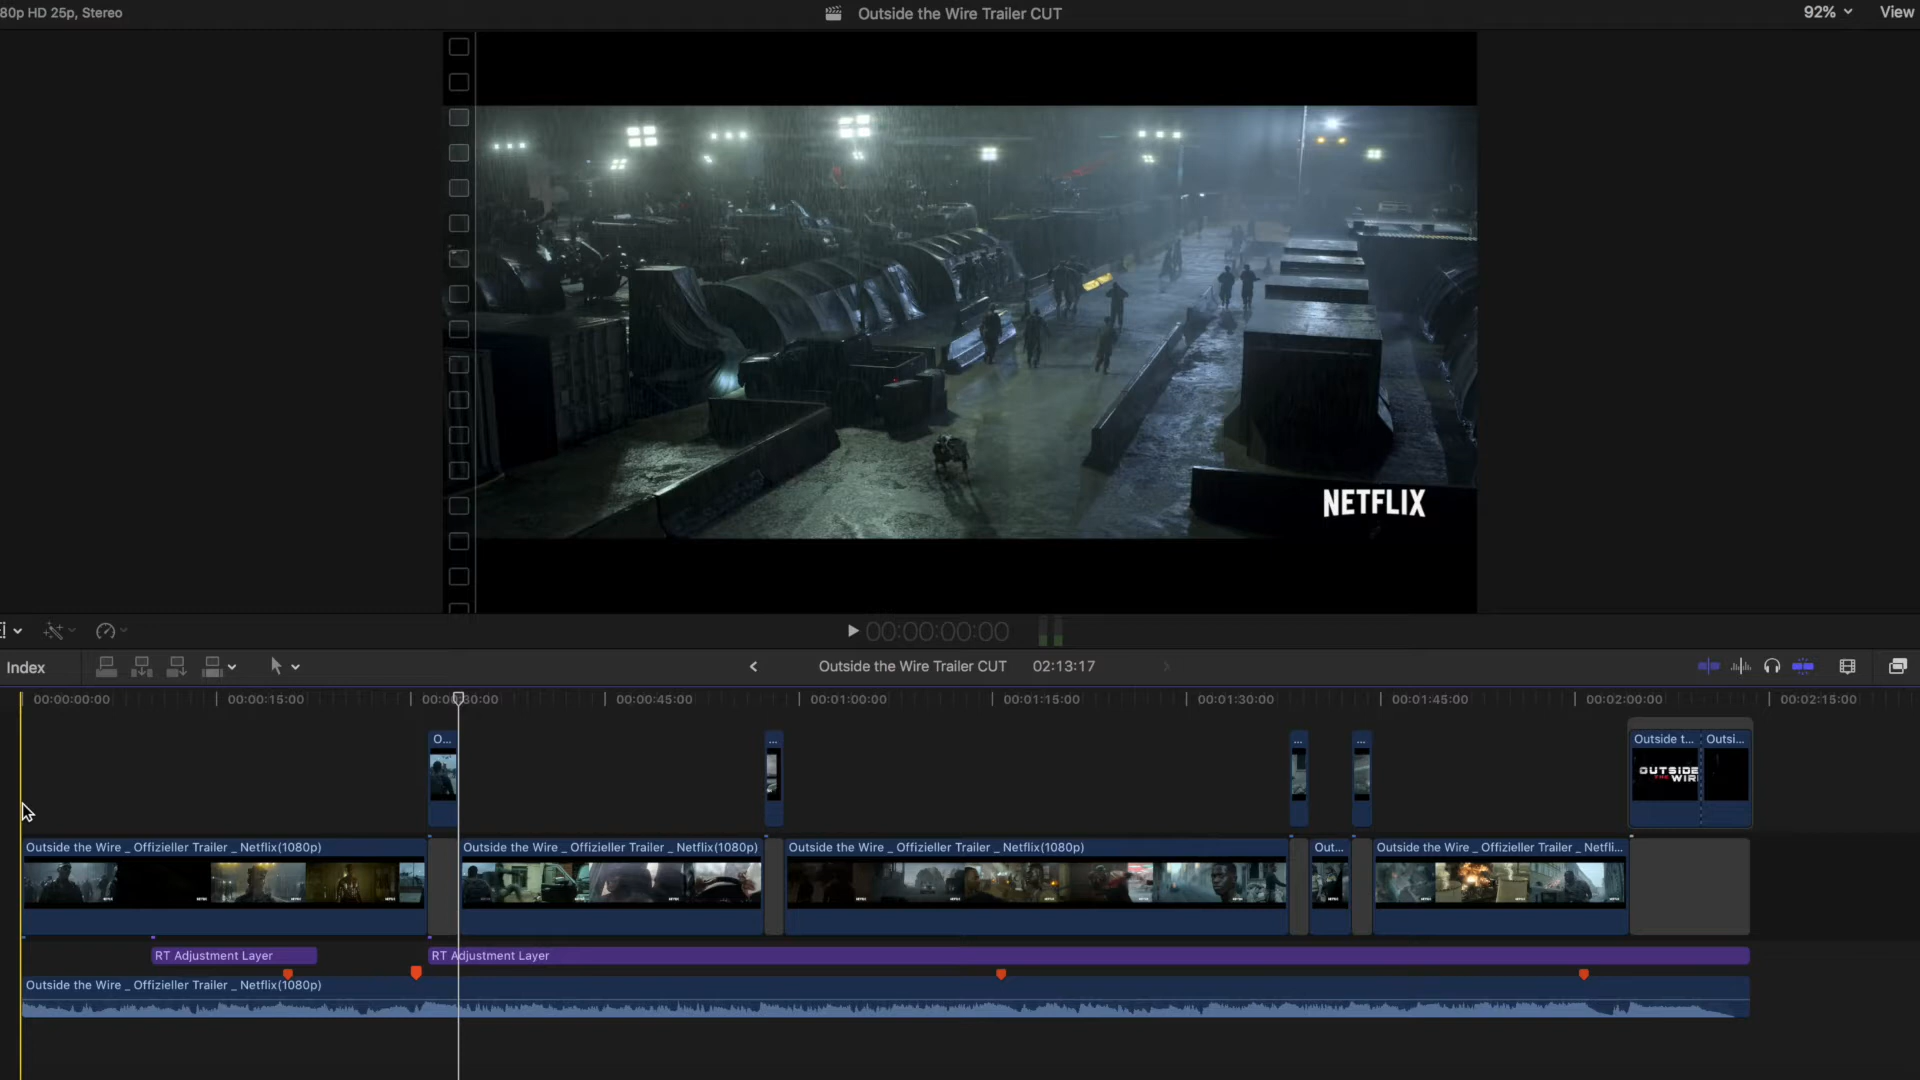 80p HD 25p, Stereo
Outside the Wire Trailer CUT
92%
View
NETFLIX
00:00:00:00
Index
Outside the Wire Trailer CUT
02:13:17
00:00:00:00
00:00:15:00
00:00:30:00
00:00:45:00
00:01:00:00
00:01:15:00
00:01:30:00
00:01:45:00
00:02:00:00
00:02:15:00
O...
...
...
...
Outside t...
Outsi...
OUTSIDE
THE WIR
Outside the Wire _ Offizieller Trailer _ Netflix(1080p)
Outside the Wire _ Offizieller Trailer _ Netflix(1080p)
Outside the Wire _ Offizieller Trailer _ Netflix(1080p)
Out...
Outside the Wire _ Offizieller Trailer _ Netfli...
RT Adjustment Layer
RT Adjustment Layer
Outside the Wire _ Offizieller Trailer _ Netflix(1080p)